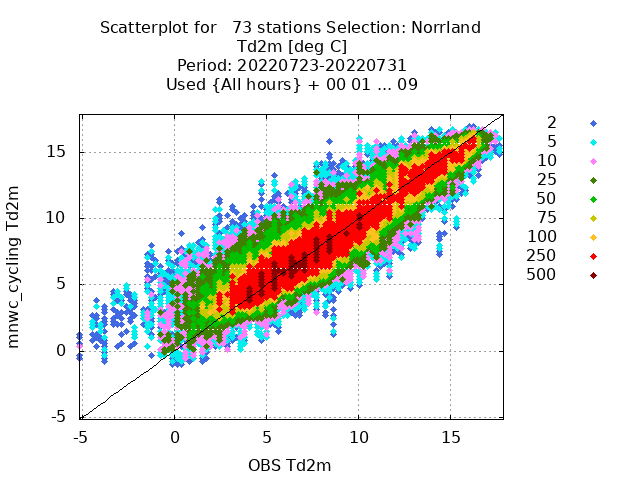 Scatterplot for   73 stations Selection: Norrland
Td2m [deg C]
Period: 20220723-20220731
Used {All hours} + 00 01 ... 09
2
5
10
25
50
75
100
250
500
15
10
5
0
-5
mnwc_cycling Td2m
-5 0 5 10 15
OBS Td2m